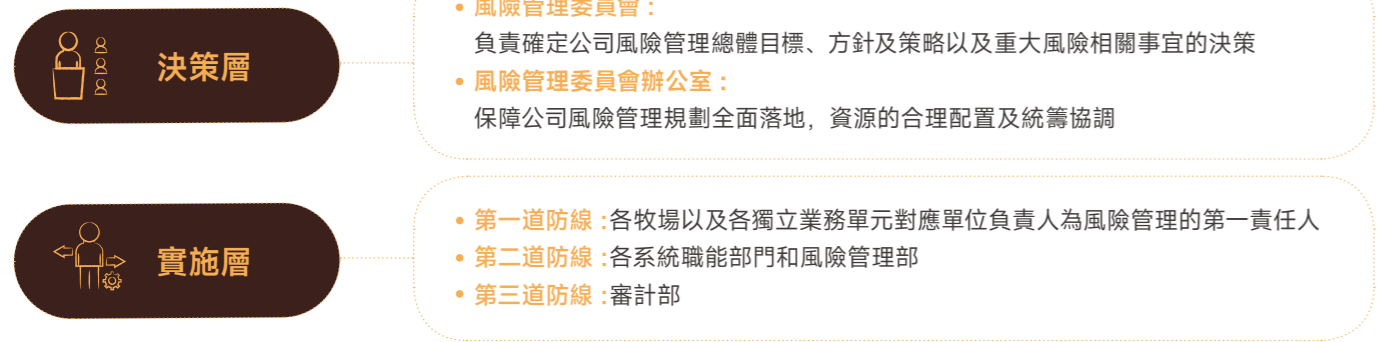 風險管理委員會：
負責確定公司風險管理總體目標、方針及策略以及重大風險相關事宜的決策
決策層
風險管理委員會辦公室：
保障公司風險管理規劃全面落地，資源的合理配置及統籌協調
第一道防線：各牧場以及各獨立業務單元對應單位負責人為風險管理的第一責任人
實施層
第二道防線：各系統職能部門和風險管理部
第三道防線：審計部